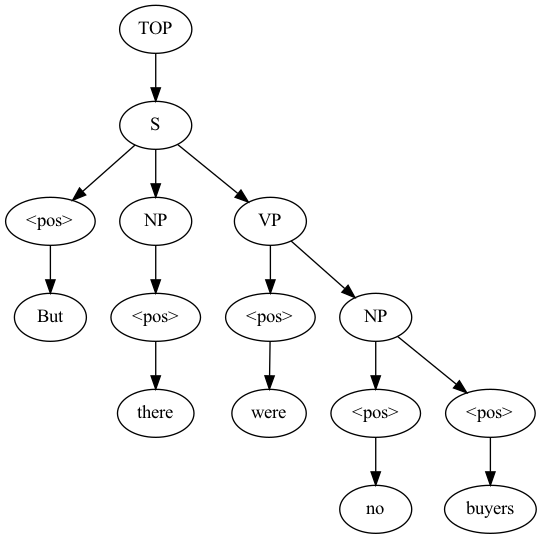 TOP
S
<pos> NP VP
But <pos> <pos> NP
there were <pos> <pos>
no buyers